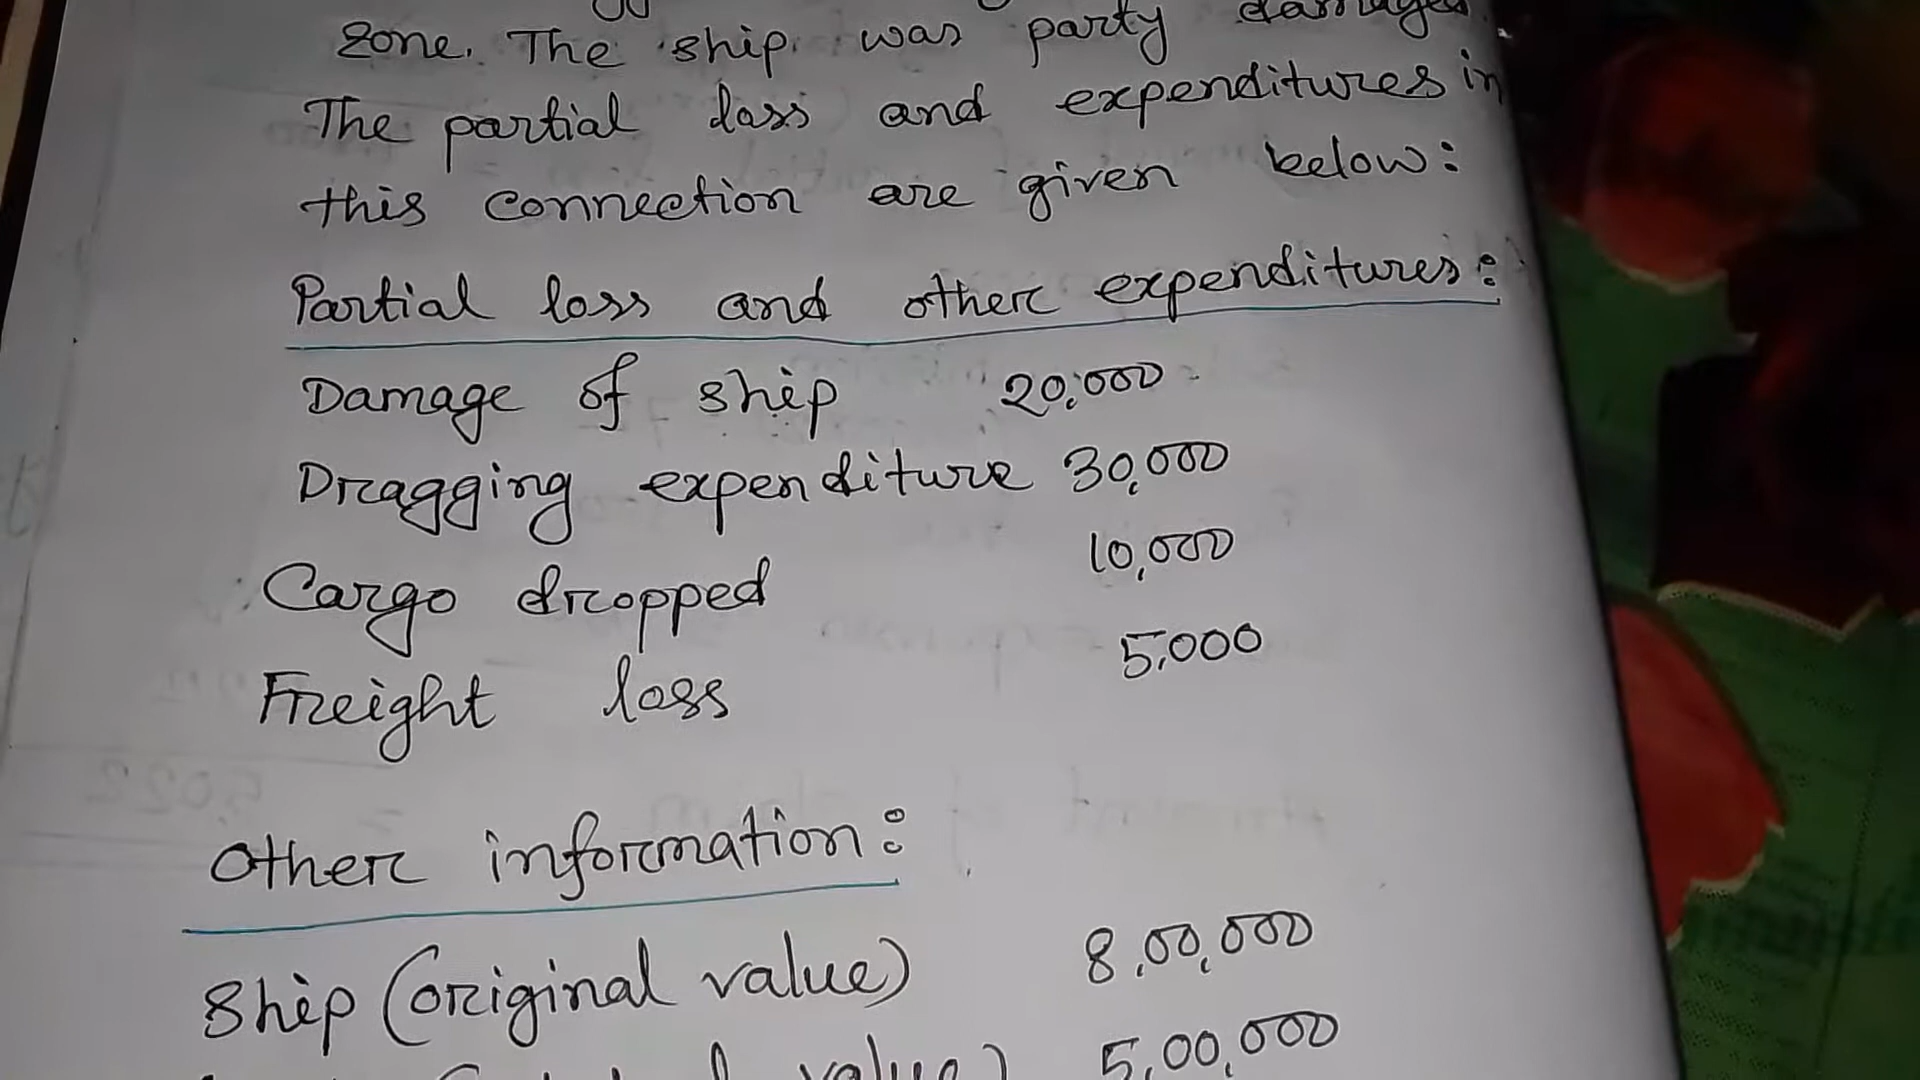 zone. The ship was party damaged.
The partial loss and expenditures in
this connection are given below:
Partial loss and other expenditures:
Damage of ship 20,000
Dragging expenditure 30,000
Cargo dropped 10,000
Freight loss 5,000
Other information:
Ship (original value) 8,00,000
value) 5,00,000